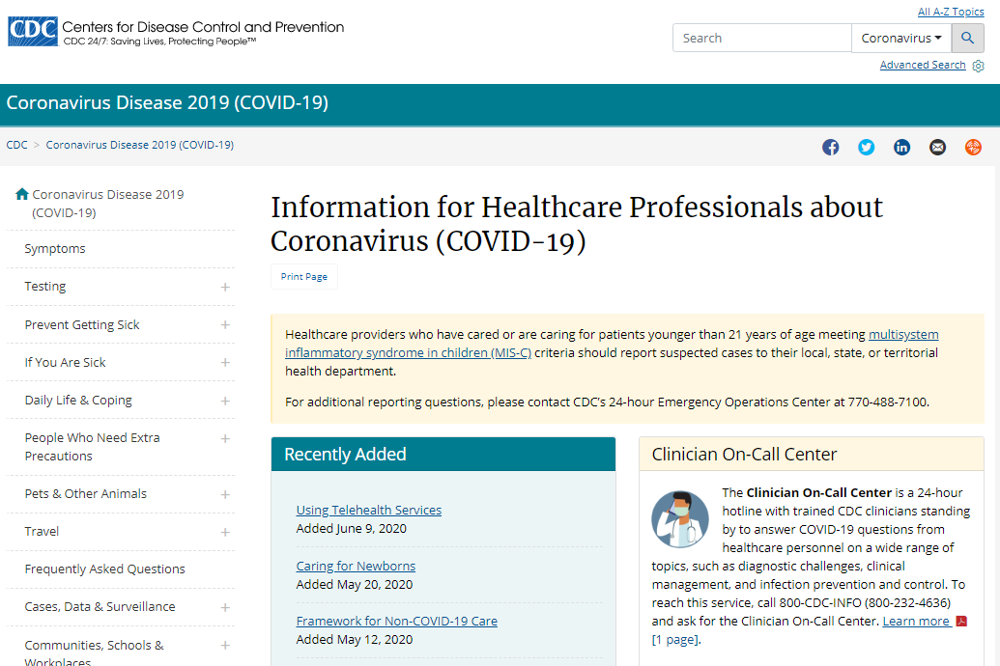 All A-Z Topics
CDC Centers for Disease Control and Prevention
CDC 24/7: Saving Lives, Protecting People™
Search
Coronavirus
Advanced Search
Coronavirus Disease 2019 (COVID-19)
CDC > Coronavirus Disease 2019 (COVID-19)
Coronavirus Disease 2019
(COVID-19)
Symptoms
Testing +
Prevent Getting Sick +
If You Are Sick +
Daily Life & Coping +
People Who Need Extra +
Precautions
Pets & Other Animals +
Travel +
Frequently Asked Questions
Cases, Data & Surveillance +
Communities, Schools & +
Workplaces
Information for Healthcare Professionals about
Coronavirus (COVID-19)
Print Page
Healthcare providers who have cared or are caring for patients younger than 21 years of age meeting multisystem
inflammatory syndrome in children (MIS-C) criteria should report suspected cases to their local, state, or territorial
health department.
For additional reporting questions, please contact CDC's 24-hour Emergency Operations Center at 770-488-7100.
Recently Added
Using Telehealth Services
Added June 9, 2020
Caring for Newborns
Added May 20, 2020
Framework for Non-COVID-19 Care
Added May 12, 2020
Clinician On-Call Center
The Clinician On-Call Center is a 24-hour
hotline with trained CDC clinicians standing
by to answer COVID-19 questions from
healthcare personnel on a wide range of
topics, such as diagnostic challenges, clinical
management, and infection prevention and control. To
reach this service, call 800-CDC-INFO (800-232-4636)
and ask for the Clinician On-Call Center. Learn more
[1 page].